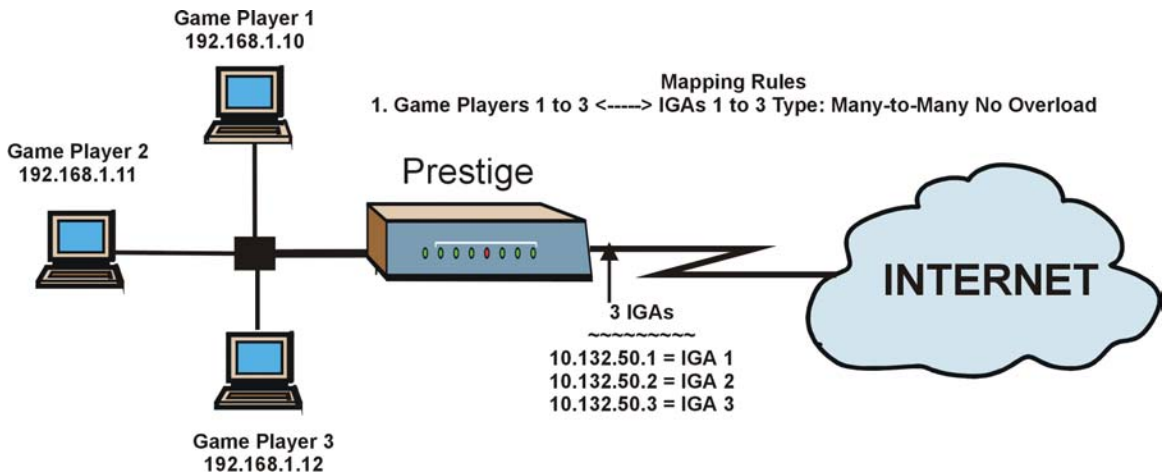 Game Player 1
192.168.1.10
Mapping Rules
1. Game Players 1 to 3 <-----> IGAs 1 to 3 Type: Many-to-Many No Overload
Game Player 2
192.168.1.11
Prestige
INTERNET
3 IGAs
~~~~~~~~~
10.132.50.1 = IGA 1
10.132.50.2 = IGA 2
10.132.50.3 = IGA 3
Game Player 3
192.168.1.12